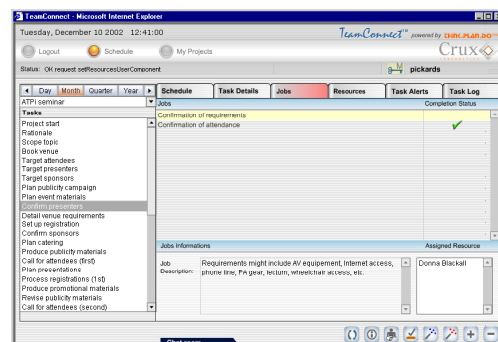 TeamConnect - Microsoft Internet Explorer
Tuesday, December 10 2002 12:41:00
TeamConnect™ powered by THINK.PLAN.DO™
Logout
Schedule
My Projects
Crux
Status: OK request setResourcesUserComponent
pickards
Day Month Quarter Year
Schedule Task Details Jobs Resources Task Alerts Task Log
ATPi seminar
Jobs Completion Status
Tasks
Confirmation of requirements
Confirmation of attendance
Project start
Rationale
Scope topic
Book venue
Target attendees
Target presenters
Target sponsors
Plan publicity campaign
Plan event materials
Confirm presenters
Detail venue requirements
Set up registration
Confirm sponsors
Plan catering
Produce publicity materials
Call for attendees (first)
Plan presentations
Process registrations (1st)
Produce promotional materials
Revise publicity materials
Call for attendees (second)
Jobs Informations Assigned Resource
Job Description:
Requirements might include AV equipement, Internet access,
phone line, PA gear, lecturn, wheelchair access, etc.
Donna Blackall
Chat room